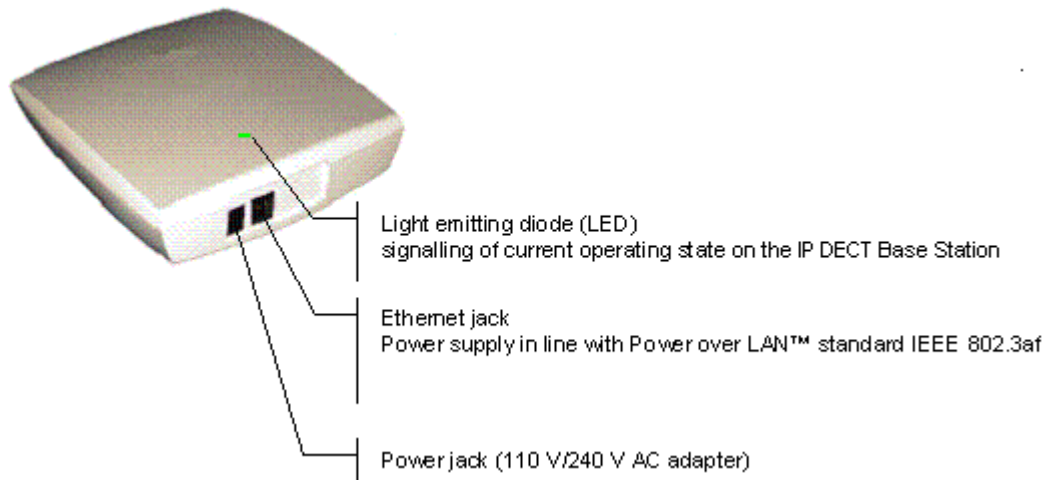 Light emitting diode (LED)
signalling of current operating state on the IP DECT Base Station
Ethernet jack
Power supply in line with Power over LAN™ standard IEEE 802.3af
Power jack (110 V/240 V AC adapter)